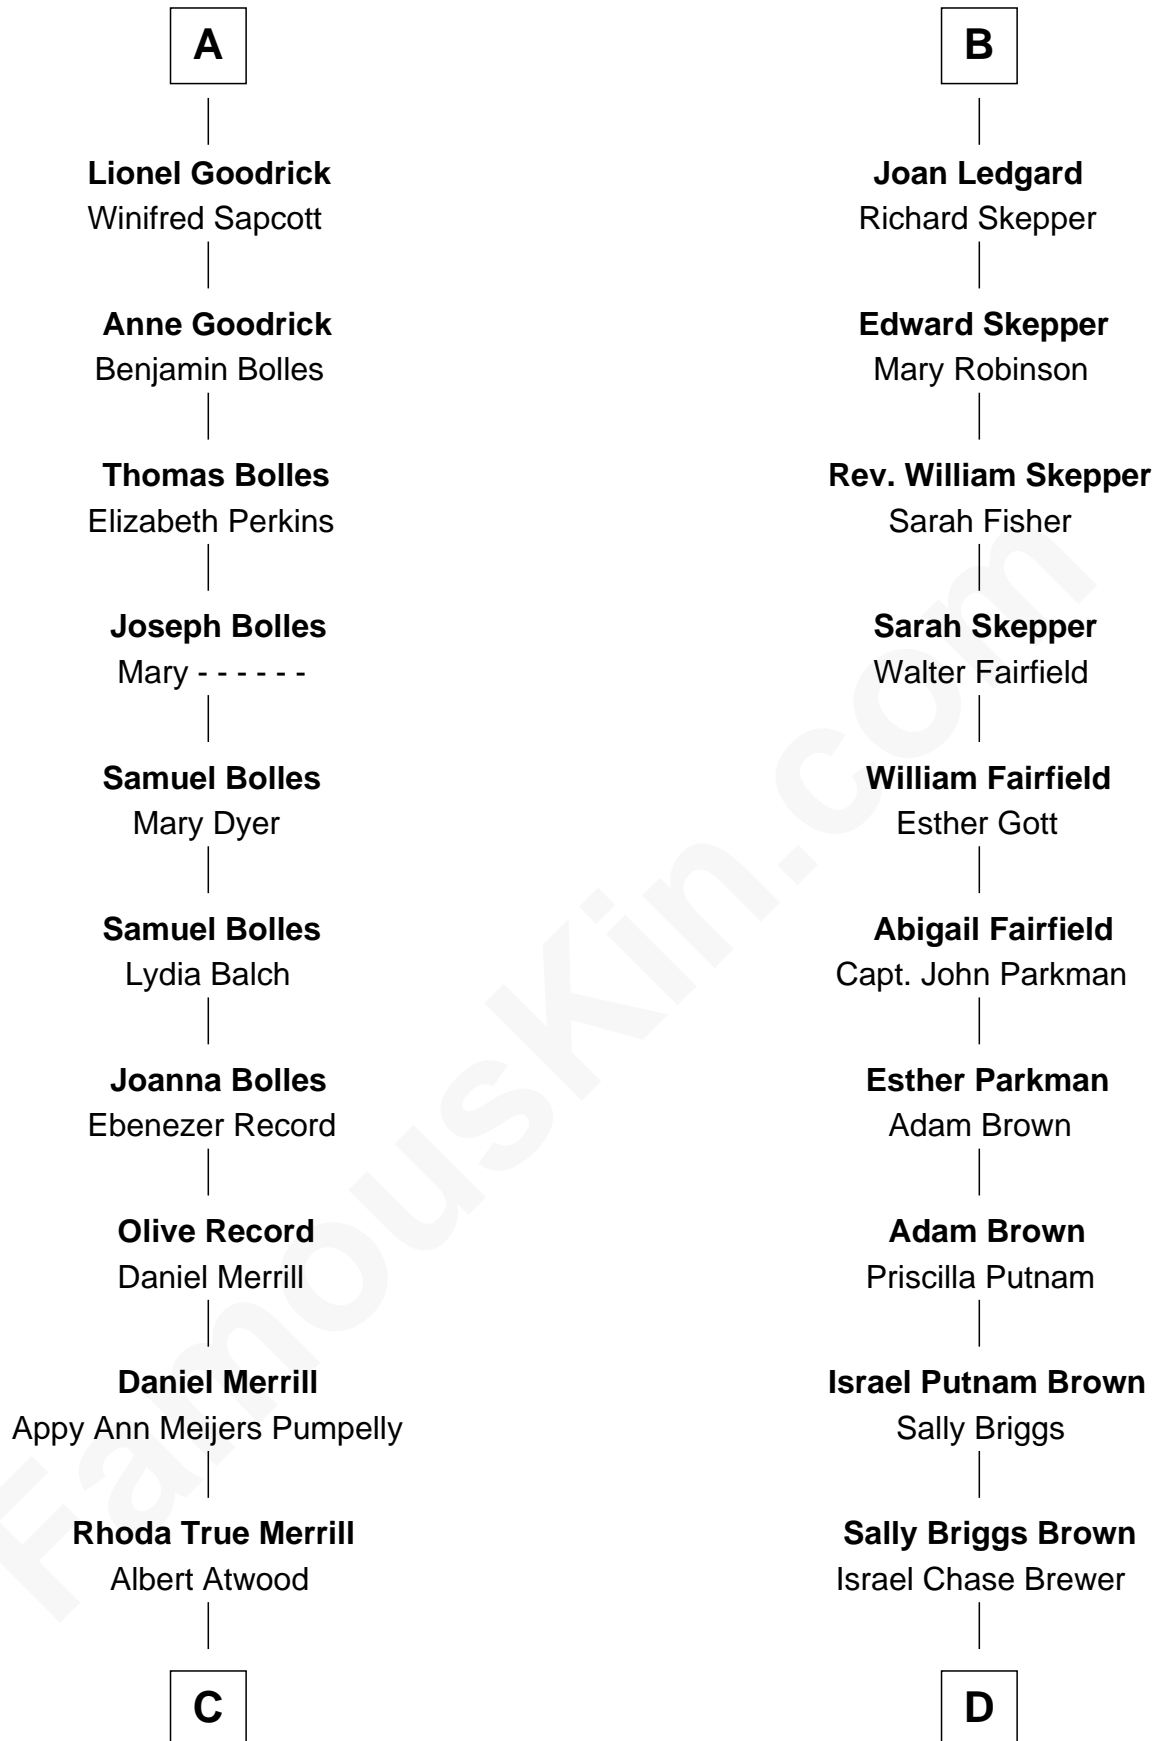 A
Lionel Goodrick
Winifred Sapcott
Anne Goodrick
Benjamin Bolles
Thomas Bolles
Elizabeth Perkins
Joseph Bolles
Mary - - - - - -
Samuel Bolles
Mary Dyer
Samuel Bolles
Lydia Balch
Joanna Bolles
Ebenezer Record
Olive Record
Daniel Merrill
Daniel Merrill
Appy Ann Meijers Pumpelly
Rhoda True Merrill
Albert Atwood
C
B
Joan Ledgard
Richard Skepper
Edward Skepper
Mary Robinson
Rev. William Skepper
Sarah Fisher
Sarah Skepper
Walter Fairfield
William Fairfield
Esther Gott
Abigail Fairfield
Capt. John Parkman
Esther Parkman
Adam Brown
Adam Brown
Priscilla Putnam
Israel Putnam Brown
Sally Briggs
Sally Briggs Brown
Israel Chase Brewer
D
FamousKin.com